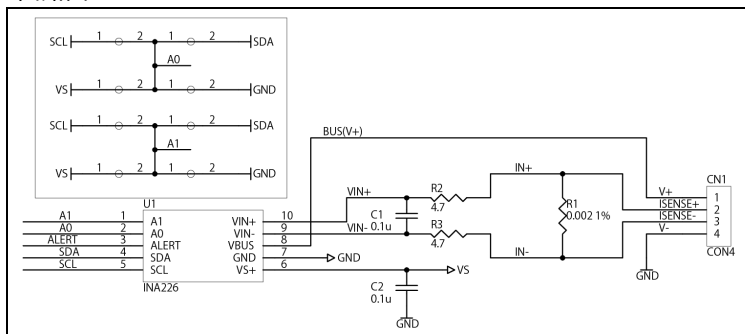 SCL 1 2 1 2 SDA
A0
VS 1 2 1 2 GND
SCL 1 2 1 2 SDA
A1
VS 1 2 1 2 GND
BUS(V+)
U1
A1 1 A1 VIN+ 10 VIN+
A0 2 A0 VIN- 9 VIN-
ALERT 3 ALERT VBUS 8
SDA 4 SDA GND 7 GND
SCL 5 SCL VS+ 6 VS
INA226
C1
0.1u
R2
4.7
R3
4.7
IN+
IN-
R1
0.002 1%
C2
0.1u
GND
CN1
V+ 1
ISENSE+ 2
ISENSE- 3
V- 4
CON4
GND